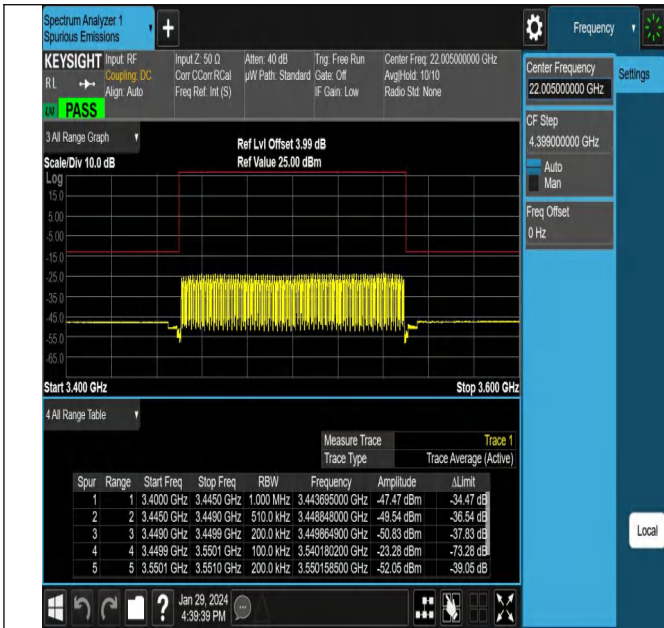 Spectrum Analyzer 1
Spurious Emissions
Frequency
KEYSIGHT
RL
Input: RF
Coupling: DC
Align: Auto
Input Z: 50 Ω
Corr CCorr RCal
Freq Ref: Int (S)
Atten: 40 dB
µW Path: Standard
Trig: Free Run
Gate: Off
IF Gain: Low
Center Freq: 22.005000000 GHz
Avg|Hold: 10/10
Radio Std: None
LXI
PASS
Center Frequency
22.005000000 GHz
Settings
CF Step
4.399000000 GHz
Auto
Man
Freq Offset
0 Hz
Local
3 All Range Graph
Scale/Div 10.0 dB
Ref Lvl Offset 3.99 dB
Ref Value 25.00 dBm
Log
15.0
5.00
-5.00
-15.0
-25.0
-35.0
-45.0
-55.0
-65.0
Start 3.400 GHz
Stop 3.600 GHz
4 All Range Table
Measure Trace Trace 1
Trace Type Trace Average (Active)
Spur Range Start Freq Stop Freq RBW Frequency Amplitude ΔLimit
1 1 3.4000 GHz 3.4450 GHz 1.000 MHz 3.443695000 GHz -47.47 dBm -34.47 dB
2 2 3.4450 GHz 3.4490 GHz 510.0 kHz 3.448848000 GHz -49.54 dBm -36.54 dB
3 3 3.4490 GHz 3.4499 GHz 200.0 kHz 3.449864900 GHz -50.83 dBm -37.83 dB
4 4 3.4499 GHz 3.5501 GHz 100.0 kHz 3.540180200 GHz -23.28 dBm -73.28 dB
5 5 3.5501 GHz 3.5510 GHz 200.0 kHz 3.550158500 GHz -52.05 dBm -39.05 dB
?
Jan 29, 2024
4:39:39 PM